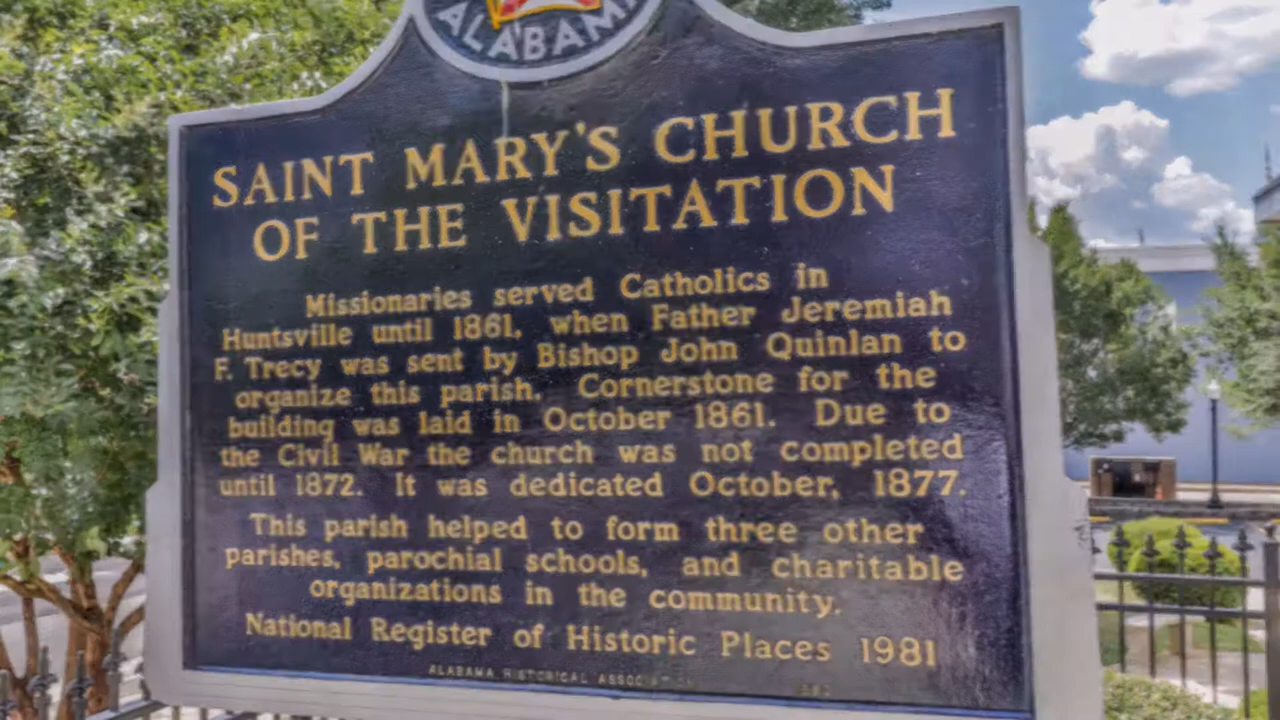 ALABAMA
SAINT MARY'S CHURCH
OF THE VISITATION
Missionaries served Catholics in
Huntsville until 1861, when Father Jeremiah
F. Trecy was sent by Bishop John Quinlan to
organize this parish. Cornerstone for the
building was laid in October 1861. Due to
the Civil War the church was not completed
until 1872. It was dedicated October, 1877.
This parish helped to form three other
parishes, parochial schools, and charitable
organizations in the community.
National Register of Historic Places 1981
ALABAMA HISTORICAL ASSOCIATION